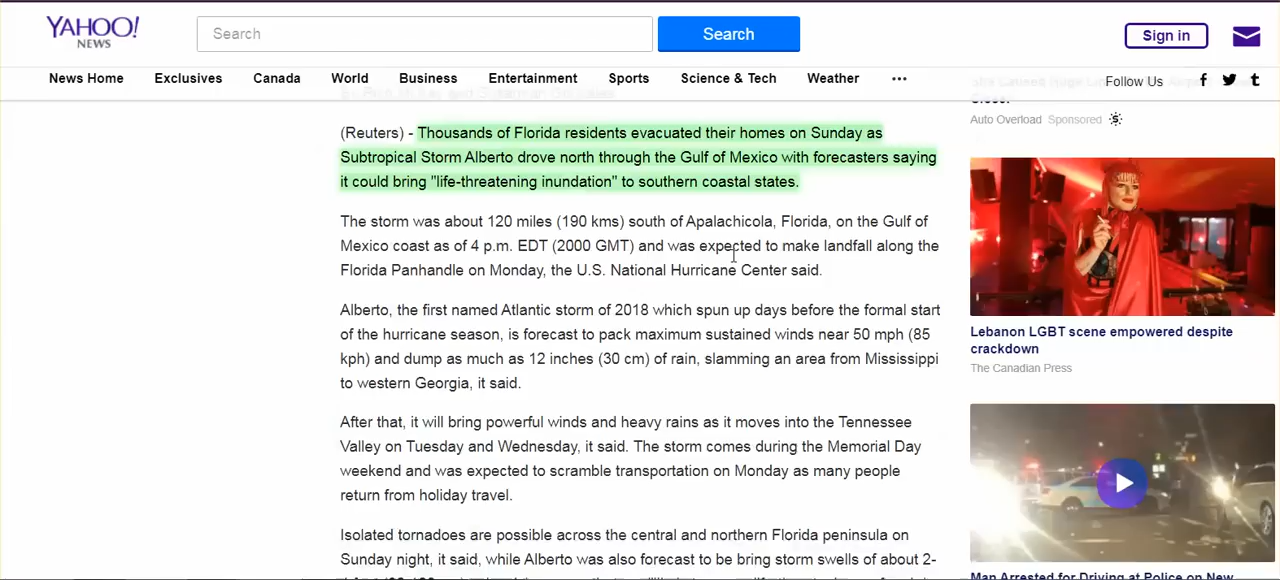 YAHOO!
NEWS
Search
Search
Sign in
News Home Exclusives Canada World Business Entertainment Sports Science & Tech Weather ...
Follow Us
(Reuters) - Thousands of Florida residents evacuated their homes on Sunday as
Subtropical Storm Alberto drove north through the Gulf of Mexico with forecasters saying
it could bring "life-threatening inundation" to southern coastal states.
The storm was about 120 miles (190 kms) south of Apalachicola, Florida, on the Gulf of
Mexico coast as of 4 p.m. EDT (2000 GMT) and was expected to make landfall along the
Florida Panhandle on Monday, the U.S. National Hurricane Center said.
Alberto, the first named Atlantic storm of 2018 which spun up days before the formal start
of the hurricane season, is forecast to pack maximum sustained winds near 50 mph (85
kph) and dump as much as 12 inches (30 cm) of rain, slamming an area from Mississippi
to western Georgia, it said.
After that, it will bring powerful winds and heavy rains as it moves into the Tennessee
Valley on Tuesday and Wednesday, it said. The storm comes during the Memorial Day
weekend and was expected to scramble transportation on Monday as many people
return from holiday travel.
Isolated tornadoes are possible across the central and northern Florida peninsula on
Sunday night, it said, while Alberto was also forecast to be bring storm swells of about 2-
Auto Overload Sponsored
Lebanon LGBT scene empowered despite
crackdown
The Canadian Press
Man Arrested for Driving at Police on New